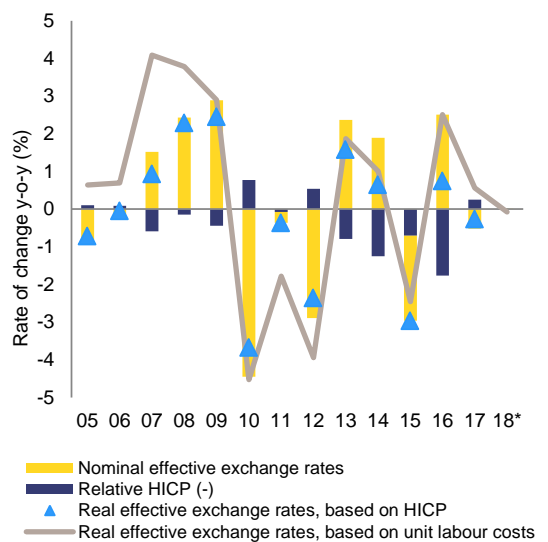 Rate of change y-o-y (%)
5
4
3
2
1
0
-1
-2
-3
-4
-5
05 06 07 08 09 10 11 12 13 14 15 16 17 18*
Nominal effective exchange rates
Relative HICP (-)
Real effective exchange rates, based on HICP
Real effective exchange rates, based on unit labour costs